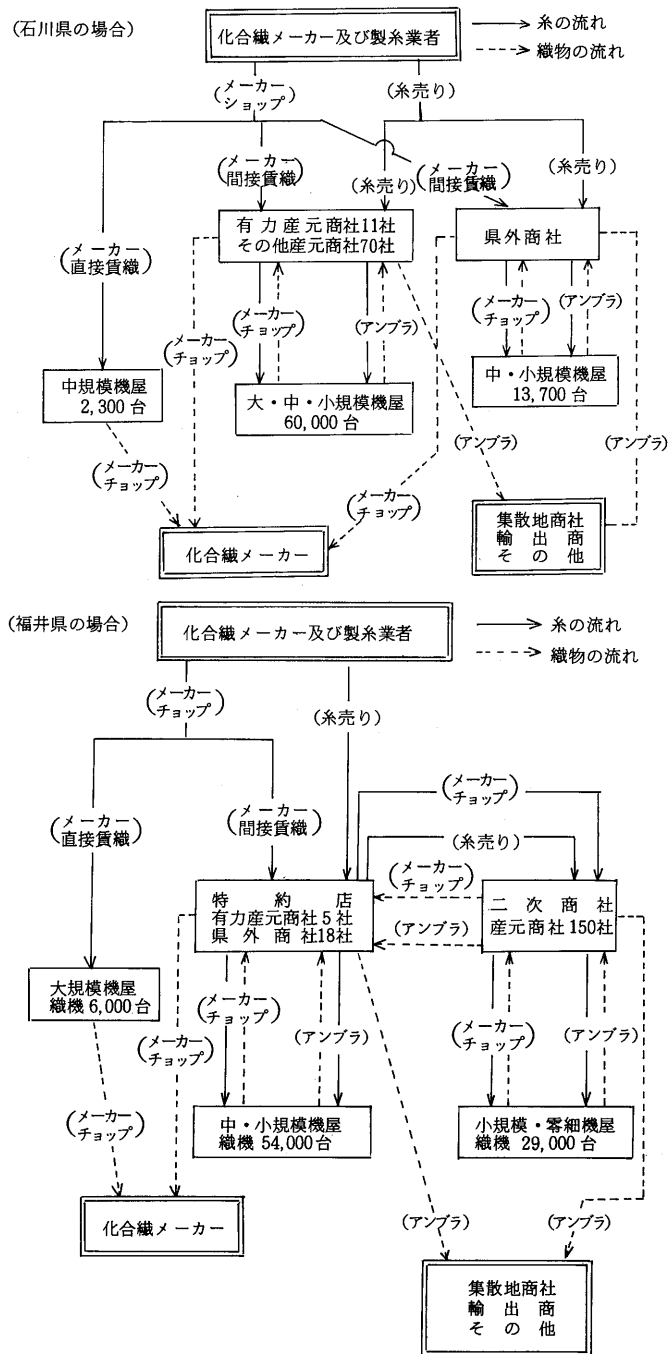 (石川県の場合)
化合繊メーカー及び製糸業者
糸の流れ
織物の流れ
(メーカー
ショップ)
(糸売り)
(メーカー
間接賃織)
(糸売り)
(メーカー
間接賃織)
(糸売り)
有力産元商社11社
その他産元商社70社
県外商社
(メーカー
直接賃織)
(メーカー
チョップ)
(メーカー
チョップ)
(アンブラ)
(メーカー
チョップ)
(アンブラ)
中規模機屋
2,300台
大・中・小規模機屋
60,000台
中・小規模機屋
13,700台
(アンブラ)
(アンブラ)
(メーカー
チョップ)
(メーカー
チョップ)
化合繊メーカー
集散地商社
輸出商
その他
(福井県の場合)
化合繊メーカー及び製糸業者
糸の流れ
織物の流れ
(メーカー
チョップ)
(糸売り)
(メーカー
直接賃織)
(メーカー
間接賃織)
(メーカー
チョップ)
(糸売り)
(メーカー
チョップ)
(アンブラ)
特約店
有力産元商社5社
県外商社18社
二次商社
産元商社150社
大規模機屋
織機6,000台
(メーカー
チョップ)
(メーカー
チョップ)
(アンブラ)
(メーカー
チョップ)
(アンブラ)
(メーカー
チョップ)
中・小規模機屋
織機54,000台
小規模・零細機屋
織機29,000台
化合繊メーカー
(アンブラ)
(アンブラ)
集散地商社
輸出商
その他